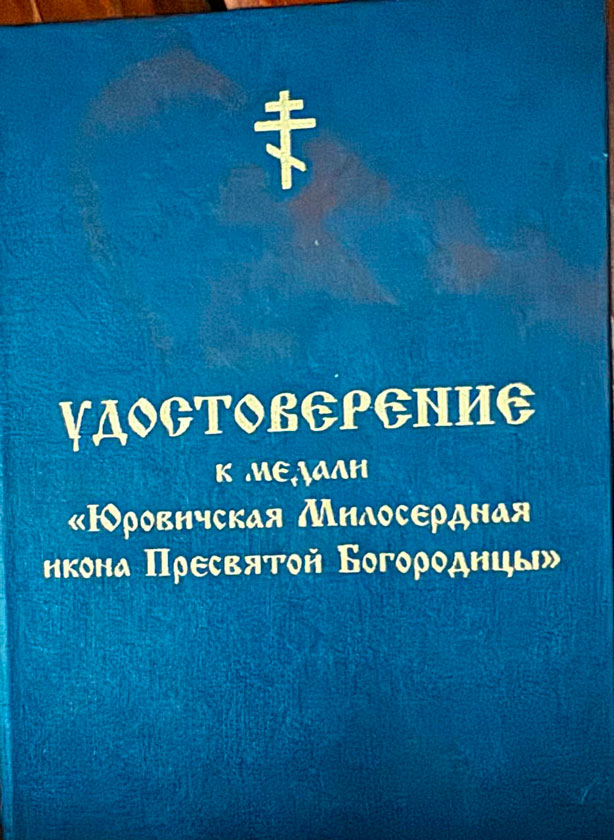 УДОСТОВЕРЕНИЕ
к медали
«Юровичская Милосердная
икона Пресвятой Богородицы»